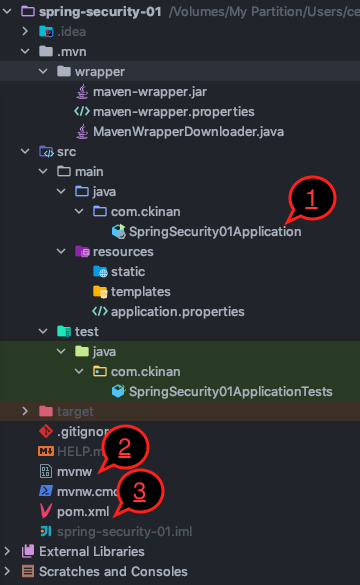 spring-security-01 /Volumes/My Partition/Users/ce
.idea
.mvn
wrapper
maven-wrapper.jar
maven-wrapper.properties
MavenWrapperDownloader.java
src
main
java
1
com.ckinan
SpringSecurity01Application
resources
static
templates
application.properties
test
java
com.ckinan
SpringSecurity01ApplicationTests
target
.gitignor
HELP.m
2
mvnw
mvnw.cmd
3
pom.xml
spring-security-01.iml
External Libraries
Scratches and Consoles